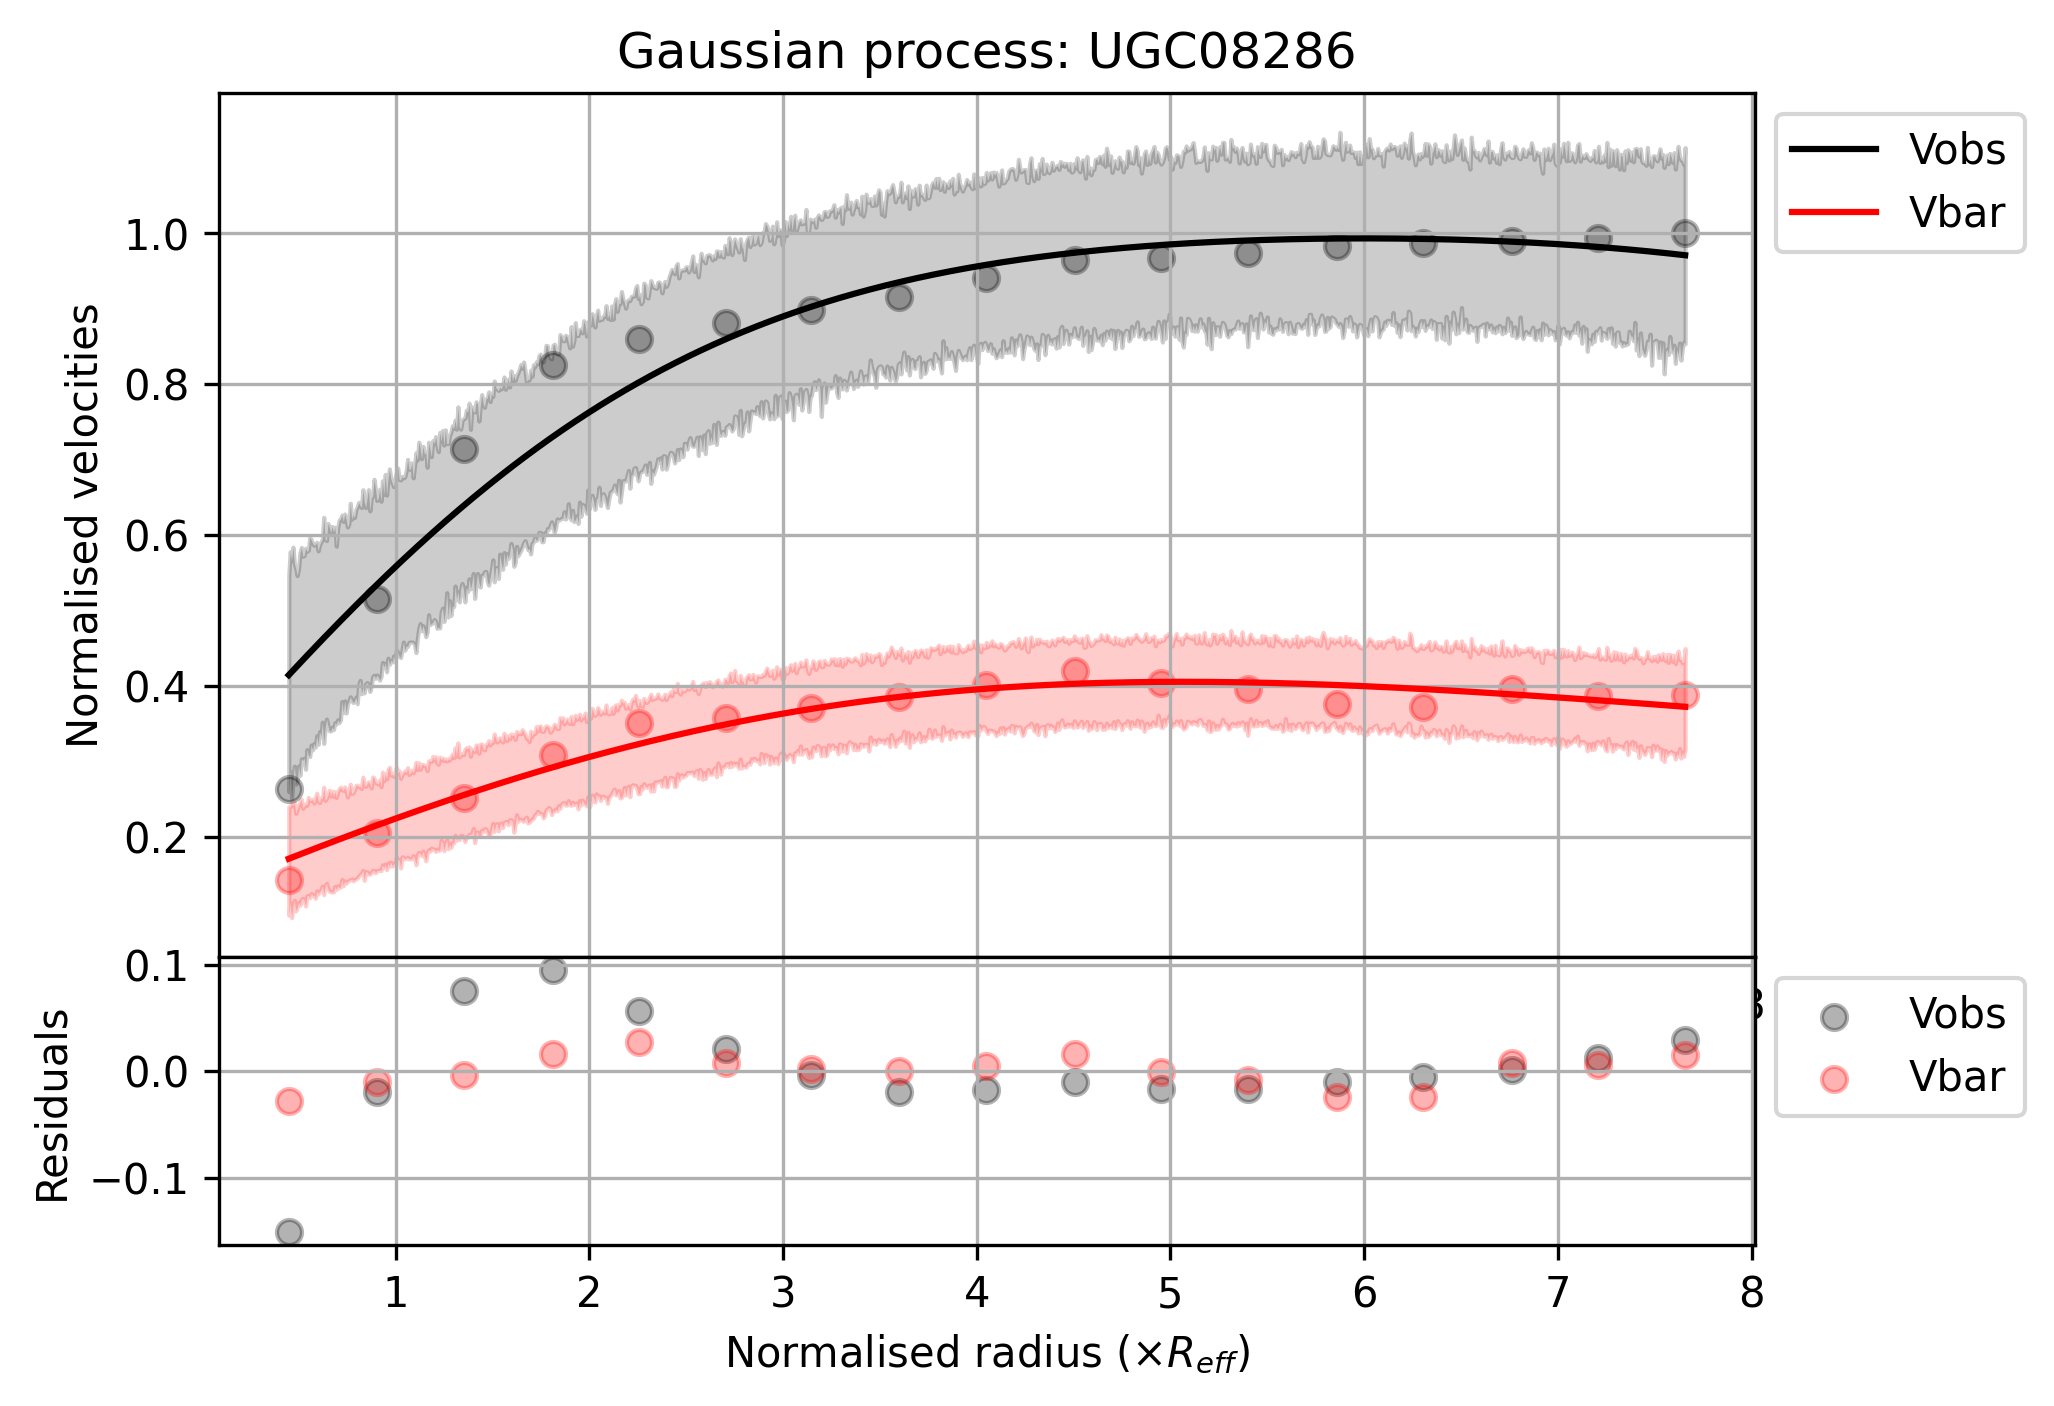 Gaussian process: UGC08286
Normalised velocities
1.0
0.8
0.6
0.4
0.2
Vobs
Vbar
Residuals
0.1
0.0
−0.1
Vobs
Vbar
1 2 3 4 5 6 7 8
Normalised radius (×R_eff)